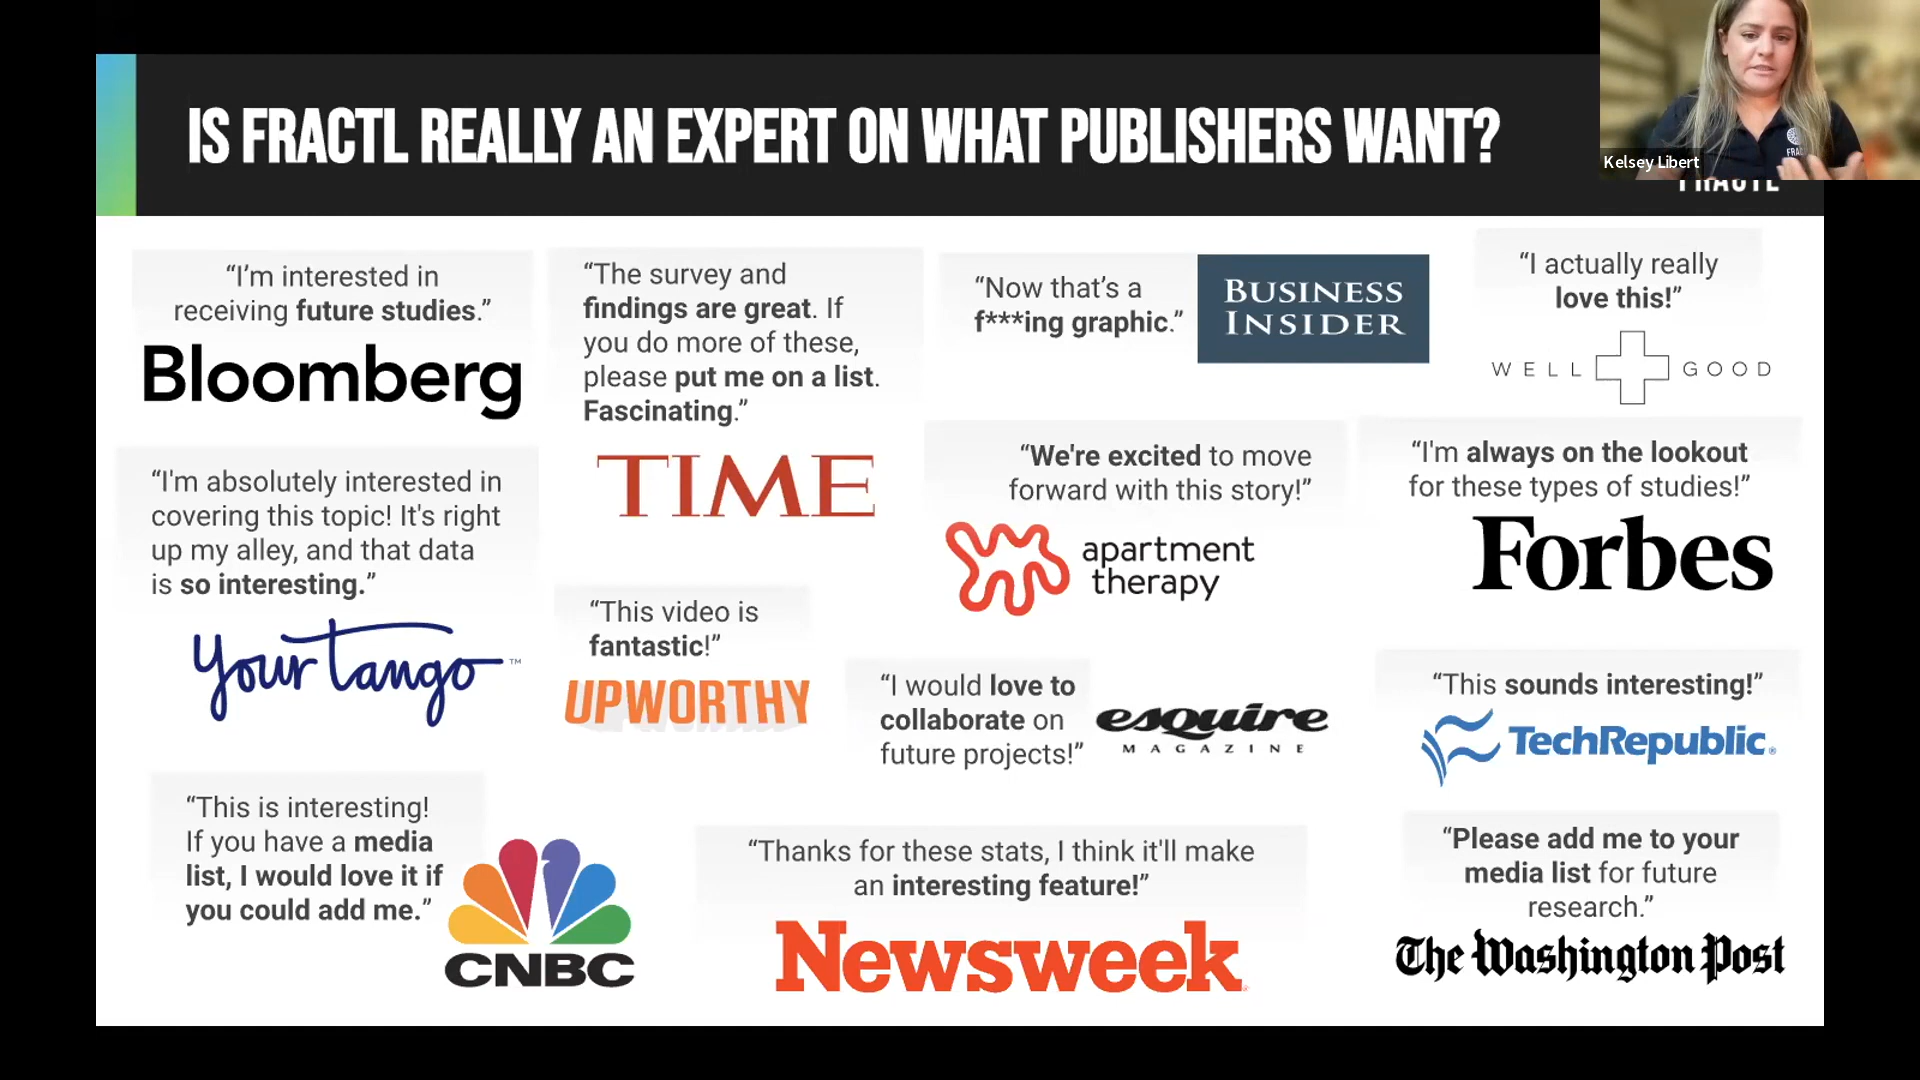 IS FRACTL REALLY AN EXPERT ON WHAT PUBLISHERS WANT?
Kelsey Libert
FRACTL
“I’m interested in
receiving future studies.”
Bloomberg
“The survey and
findings are great. If
you do more of these,
please put me on a list.
Fascinating.”
TIME
“Now that’s a
f***ing graphic.”
BUSINESS
INSIDER
“I actually really
love this!”
WELL GOOD
“I'm absolutely interested in
covering this topic! It's right
up my alley, and that data
is so interesting.”
Your Tango™
“This video is
fantastic!”
UPWORTHY
“We're excited to move
forward with this story!”
apartment
therapy
“I'm always on the lookout
for these types of studies!”
Forbes
“I would love to
collaborate on
future projects!”
esquire
MAGAZINE
“This sounds interesting!”
TechRepublic®
“This is interesting!
If you have a media
list, I would love it if
you could add me.”
CNBC
“Thanks for these stats, I think it'll make
an interesting feature!”
Newsweek
“Please add me to your
media list for future
research.”
The Washington Post